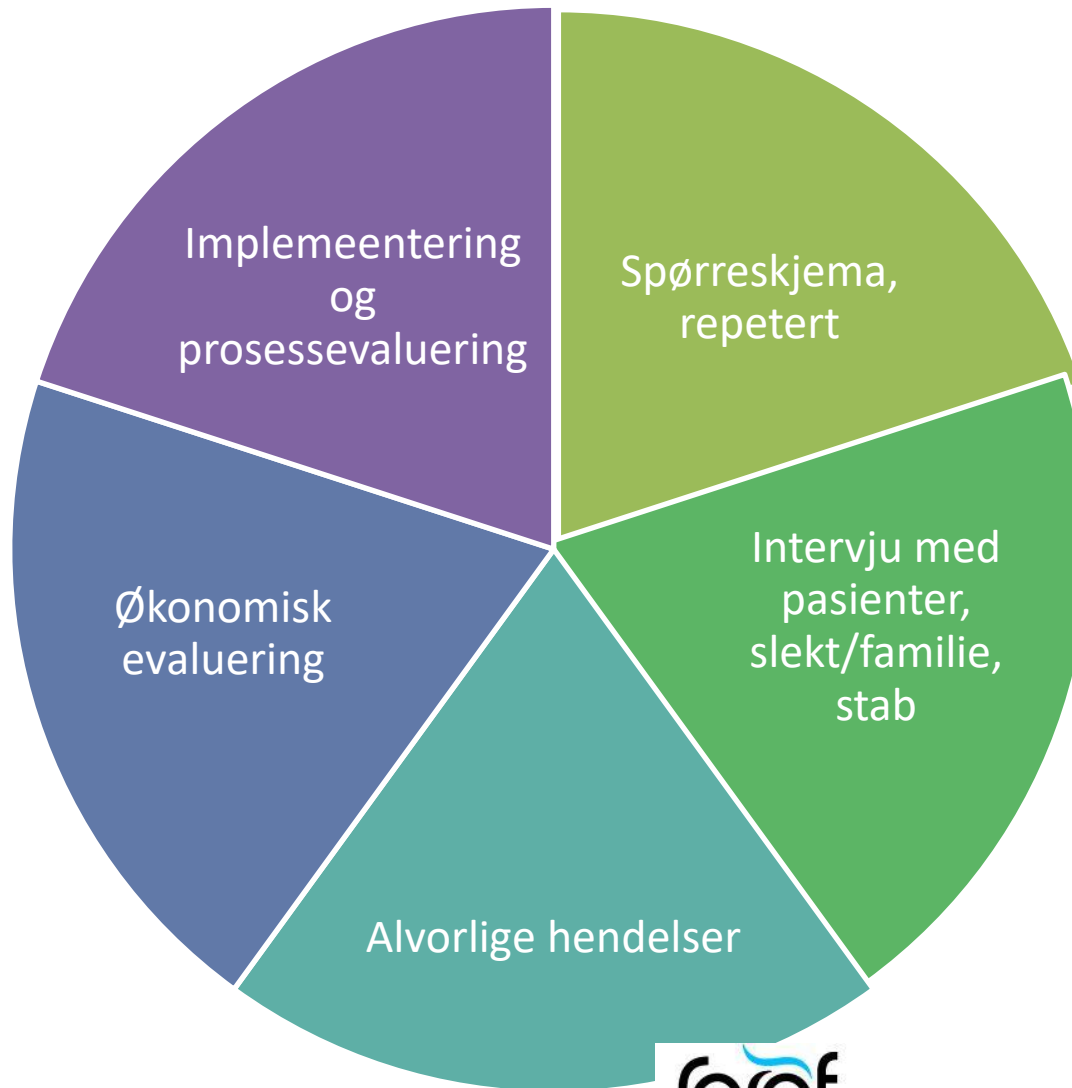 Implemeentering
og
prosessevaluering
Spørreskjema,
repetert
Intervju med
pasienter,
slekt/familie,
stab
Økonomisk
evaluering
Alvorlige hendelser